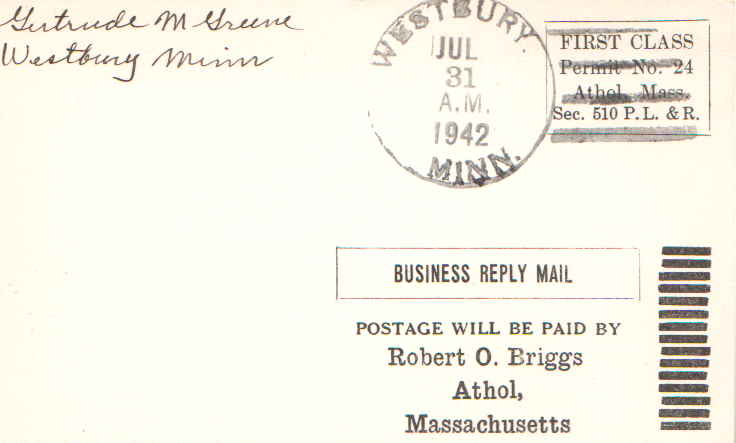 Gertrude M Greene
Westbury Minn
WESTBURY.
JUL
31
A.M.
1942
MINN.
FIRST CLASS
Permit No. 24
Athol, Mass.
Sec. 510 P.L. & R.
BUSINESS REPLY MAIL
POSTAGE WILL BE PAID BY
Robert O. Briggs
Athol,
Massachusetts